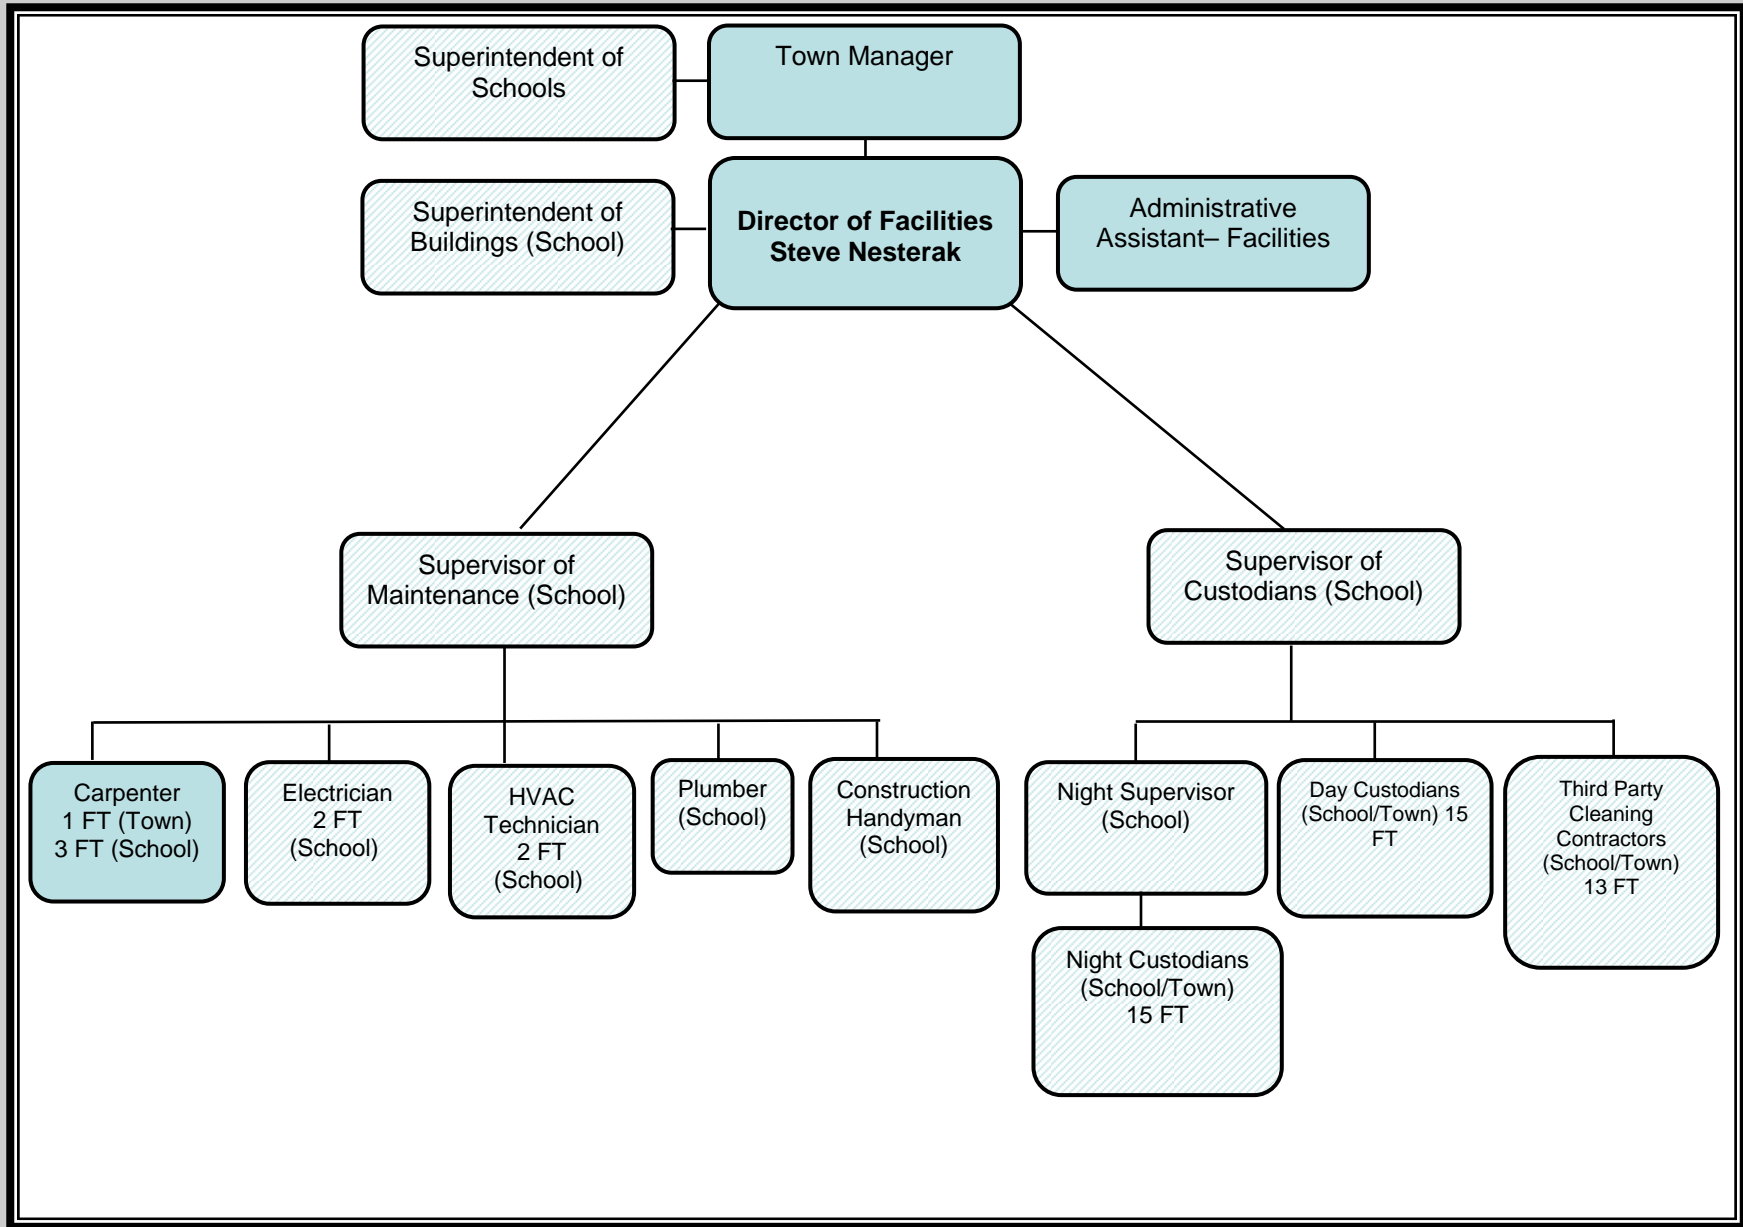 Superintendent of
Schools
Town Manager
Superintendent of
Buildings (School)
Director of Facilities
Steve Nesterak
Administrative
Assistant– Facilities
Supervisor of
Maintenance (School)
Supervisor of
Custodians (School)
Carpenter
1 FT (Town)
3 FT (School)
Electrician
2 FT
(School)
HVAC
Technician
2 FT
(School)
Plumber
(School)
Construction
Handyman
(School)
Night Supervisor
(School)
Day Custodians
(School/Town) 15
FT
Third Party
Cleaning
Contractors
(School/Town)
13 FT
Night Custodians
(School/Town)
15 FT